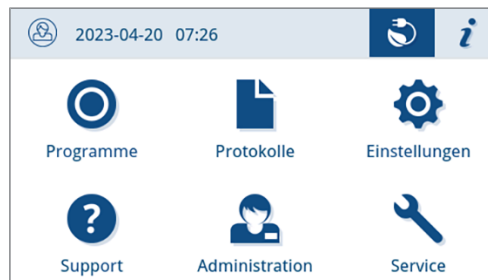 2023-04-20 07:26
Programme Protokolle Einstellungen
Support Administration Service